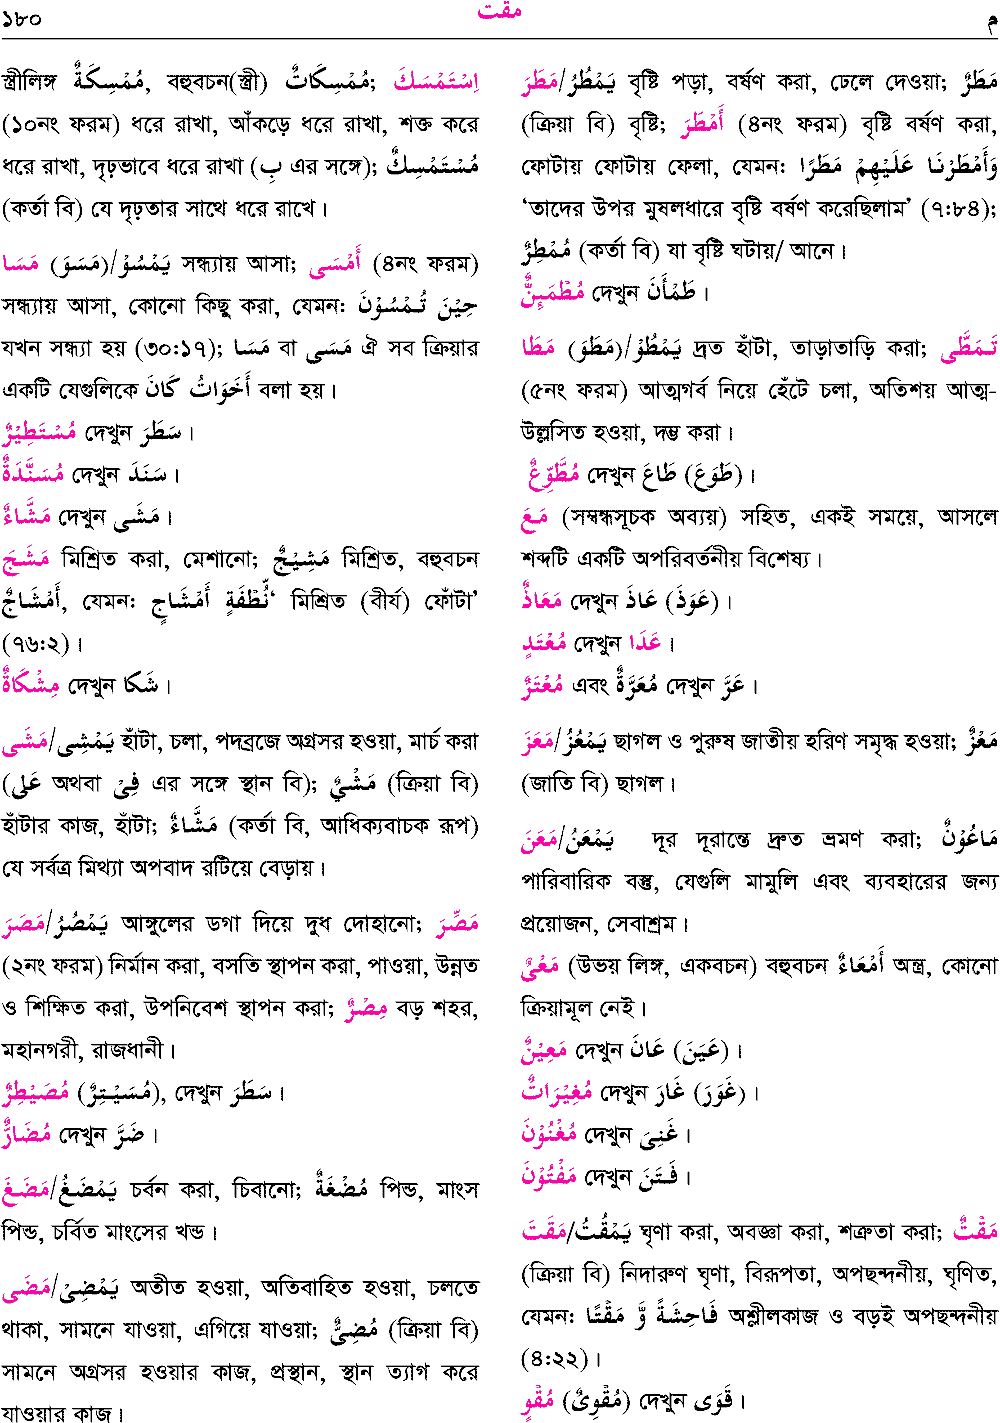 ১৮০ مقت م
স্ত্রীলিঙ্গ مُمْسِكَةٌ, বহুবচন(স্ত্রী) مُمْسِكَاتٌ; اِسْتَمْسَكَ
(১০নং ফরম) ধরে রাখা, আঁকড়ে ধরে রাখা, শক্ত করে
ধরে রাখা, দৃঢ়ভাবে ধরে রাখা (بِ এর সঙ্গে); مُسْتَمْسِكٌ
(কর্তা বি) যে দৃঢ়তার সাথে ধরে রাখে।
مَسَا (مَسَوَ)/يَمْسُوْ সন্ধ্যায় আসা; أَمْسَى (৪নং ফরম)
সন্ধ্যায় আসা, কোনো কিছু করা, যেমন: حِيْنَ تُمْسُوْنَ
যখন সন্ধ্যা হয় (৩০:১৭); مَسَا বা مَسَى ঐ সব ক্রিয়ার
একটি যেগুলিকে أَخَوَاتُ كَانَ বলা হয়।
مُسْتَطِيْرٌ দেখুন سَطَرَ।
مُسَنَّدَةٌ দেখুন سَنَدَ।
مَشَّاءٌ দেখুন مَشَى।
مَشَجَ মিশ্রিত করা, মেশানো; مَشِيْجٌ মিশ্রিত, বহুবচন
أَمْشَاجٌ, যেমন: نُّطْفَةٍ أَمْشَاجٍ ‘মিশ্রিত (বীর্য) ফোঁটা’
(৭৬:২)।
مِشْكَاةٌ দেখুন شَكا।
مَشَى/يَمْشِى হাঁটা, চলা, পদব্রজে অগ্রসর হওয়া, মার্চ করা
(عَلى অথবা فِىْ এর সঙ্গে স্থান বি); مَشْيٌ (ক্রিয়া বি)
হাঁটার কাজ, হাঁটা; مَشَّاءٌ (কর্তা বি, আধিক্যবাচক রূপ)
যে সর্বত্র মিথ্যা অপবাদ রটিয়ে বেড়ায়।
مَصَرَ/يَمْصُرُ আঙ্গুলের ডগা দিয়ে দুধ দোহানো; مَصِّرَ
(২নং ফরম) নির্মান করা, বসতি স্থাপন করা, পাওয়া, উন্নত
ও শিক্ষিত করা, উপনিবেশ স্থাপন করা; مِصْرٌ বড় শহর,
মহানগরী, রাজধানী।
مُصَيْطِرٌ (مُسَيْتِرٌ), দেখুন سَطَرَ।
مُضَارٌّ দেখুন ضَرَّ।
مَضَغَ/يَمْضَغُ চর্বন করা, চিবানো; مُضْغَةٌ পিন্ড, মাংস
পিন্ড, চর্বিত মাংসের খন্ড।
مَضَى/يَمْضِىْ অতীত হওয়া, অতিবাহিত হওয়া, চলতে
থাকা, সামনে যাওয়া, এগিয়ে যাওয়া; مُضِىٌّ (ক্রিয়া বি)
সামনে অগ্রসর হওয়ার কাজ, প্রস্থান, স্থান ত্যাগ করে
যাওয়ার কাজ।
مَطَرَ/يَمْطُرُ বৃষ্টি পড়া, বর্ষণ করা, ঢেলে দেওয়া; مَطَرٌ
(ক্রিয়া বি) বৃষ্টি; أَمْطَرَ (৪নং ফরম) বৃষ্টি বর্ষণ করা,
ফোটায় ফোটায় ফেলা, যেমন: وَأَمْطَرْنَا عَلَيْهِمْ مَطَرًا
‘তাদের উপর মুষলধারে বৃষ্টি বর্ষণ করেছিলাম’ (৭:৮৪);
مُمْطِرٌ (কর্তা বি) যা বৃষ্টি ঘটায়/ আনে।
مُطْمَىِٕنٌّ দেখুন طَمْأَنَ।
مَطَا (مَطَوَ)/يَمْطُوْ দ্রত হাঁটা, তাড়াতাড়ি করা; تَمَطَّى
(৫নং ফরম) আত্মগর্ব নিয়ে হেঁটে চলা, অতিশয় আত্ম-
উল্লসিত হওয়া, দম্ভ করা।
مُطَّوِّعٌ দেখুন طَاعَ (طَوَعَ)।
مَعَ (সম্বন্ধসূচক অব্যয়) সহিত, একই সময়ে, আসলে
শব্দটি একটি অপরিবর্তনীয় বিশেষ্য।
مَعَاذٌ দেখুন عَاذَ (عَوَذَ)।
مُعْتَدٍ দেখুন عَدَا।
مُعْتَرٌ এবং مُعَرَّةٌ দেখুন عَرَّ।
مَعَزَ/يَمْعُزُ ছাগল ও পুরুষ জাতীয় হরিণ সমৃদ্ধ হওয়া; مَعْزٌ
(জাতি বি) ছাগল।
مَعَنَ/يَمْعَنُ দূর দূরান্তে দ্রুত ভ্রমণ করা; مَاعُوْنٌ
পারিবারিক বস্তু, যেগুলি মামুলি এবং ব্যবহারের জন্য
প্রয়োজন, সেবাশ্রম।
مَعْىٌ (উভয় লিঙ্গ, একবচন) বহুবচন أَمْعَاءٌ অন্ত্র, কোনো
ক্রিয়ামূল নেই।
مَعِيْنٌ দেখুন عَانَ (عَيَنَ)।
مُغِيْرَاتٌ দেখুন غَارَ (غَوَرَ)।
مُغْنُوْنَ দেখুন غَنِىَ।
مَفْتُوْنَ দেখুন فَتَنَ।
مَقَتَ/يَمْقُتُ ঘৃণা করা, অবজ্ঞা করা, শত্রুতা করা; مَقْتٌ
(ক্রিয়া বি) নিদারুণ ঘৃণা, বিরূপতা, অপছন্দনীয়, ঘৃণিত,
যেমন: فَاحِشَةً وَّ مَقْتًا অশ্লীলকাজ ও বড়ই অপছন্দনীয়
(৪:২২)।
مُقْوٍ (مُقْوِىٌ) দেখুন قَوَى।